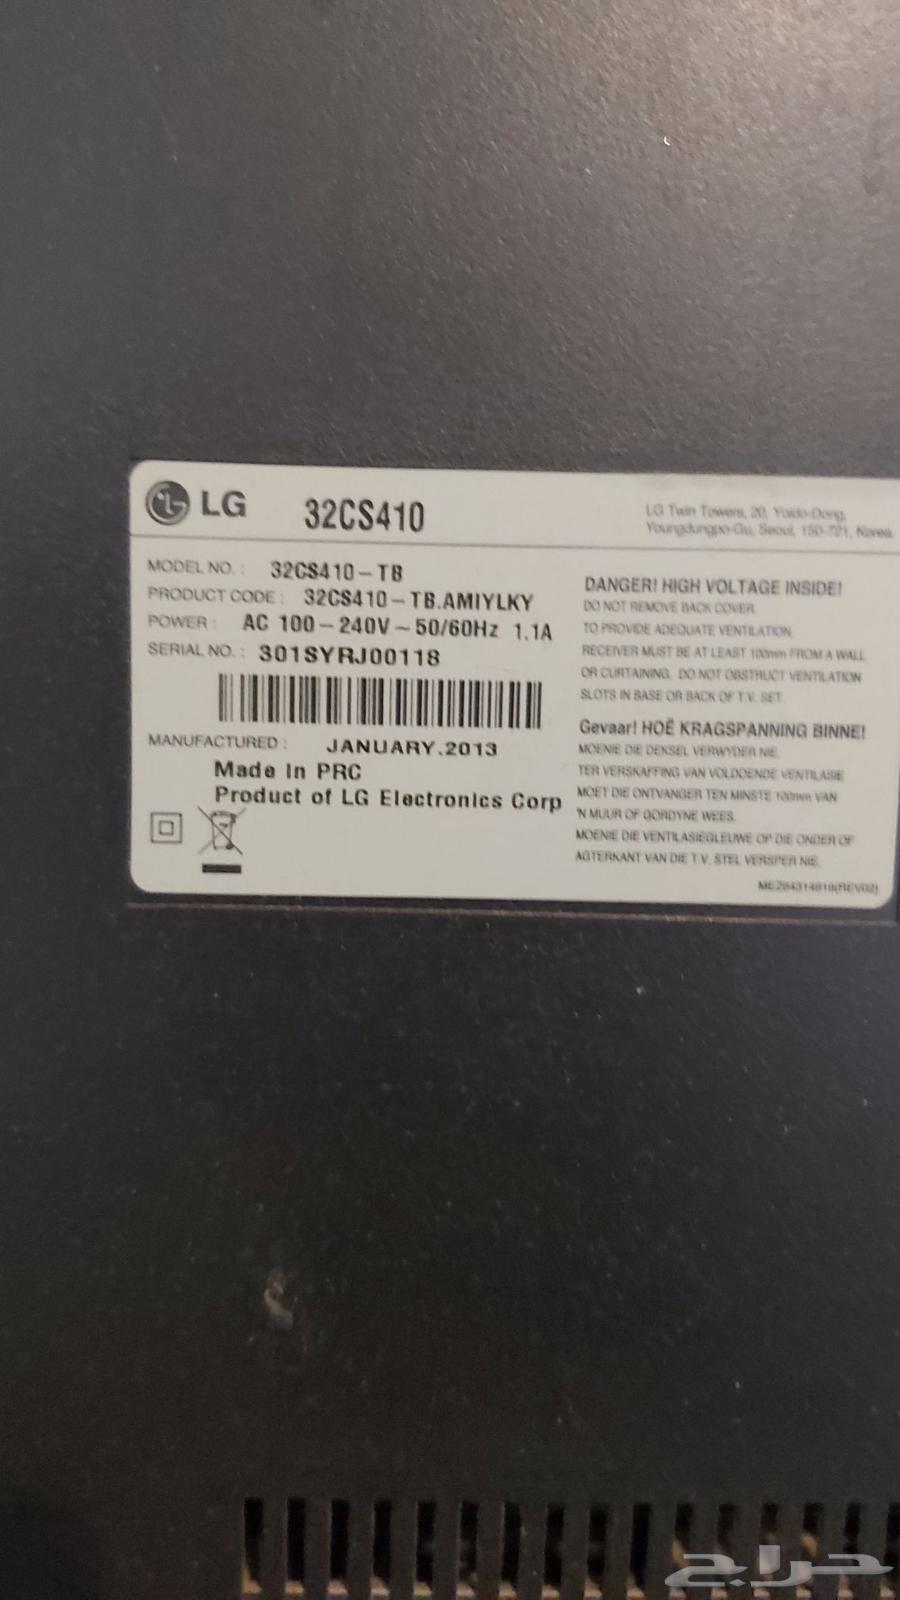 LG 32CS410
LG Twin Towers, 20, Yoido-Dong,
Youngdungpo-Gu, Seoul, 150-721, Korea
MODEL NO. : 32CS410-TB
PRODUCT CODE : 32CS410-TB.AMIYLKY
POWER : AC 100-240V~50/60Hz 1.1A
SERIAL NO. : 301SYRJ00118
MANUFACTURED : JANUARY.2013
Made in PRC
Product of LG Electronics Corp
DANGER! HIGH VOLTAGE INSIDE!
DO NOT REMOVE BACK COVER.
TO PROVIDE ADEQUATE VENTILATION,
RECEIVER MUST BE AT LEAST 100mm FROM A WALL
OR CURTAINING. DO NOT OBSTRUCT VENTILATION
SLOTS IN BASE OR BACK OF T.V. SET.
Gevaar! HOË KRAGSPANNING BINNE!
MOENIE DIE DEKSEL VERWYDER NIE.
TER VERSKAFFING VAN VOLDOENDE VENTILASIE
MOET DIE ONTVANGER TEN MINSTE 100mm VAN
'N MUUR OF GORDYNE WEES.
MOENIE DIE VENTILASIEGLEUWE OP DIE ONDER OF
AGTERKANT VAN DIE T.V. STEL VERSPER NIE.
حراج